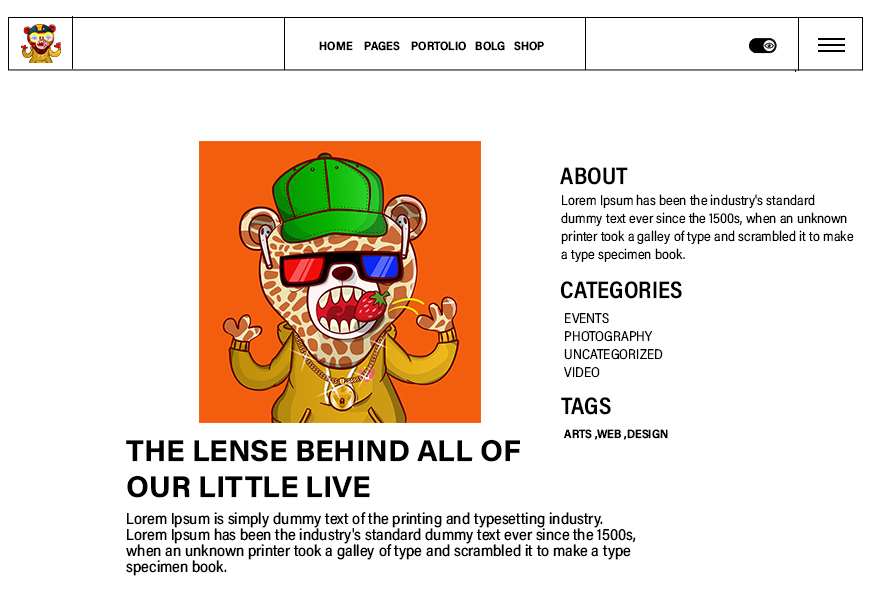 HOME PAGES PORTOLIO BOLG SHOP
ABOUT
Lorem Ipsum has been the industry's standard
dummy text ever since the 1500s, when an unknown
printer took a galley of type and scrambled it to make
a type specimen book.
CATEGORIES
EVENTS
PHOTOGRAPHY
UNCATEGORIZED
VIDEO
TAGS
ARTS ,WEB ,DESIGN
THE LENSE BEHIND ALL OF
OUR LITTLE LIVE
Lorem Ipsum is simply dummy text of the printing and typesetting industry.
Lorem Ipsum has been the industry's standard dummy text ever since the 1500s,
when an unknown printer took a galley of type and scrambled it to make a type
specimen book.